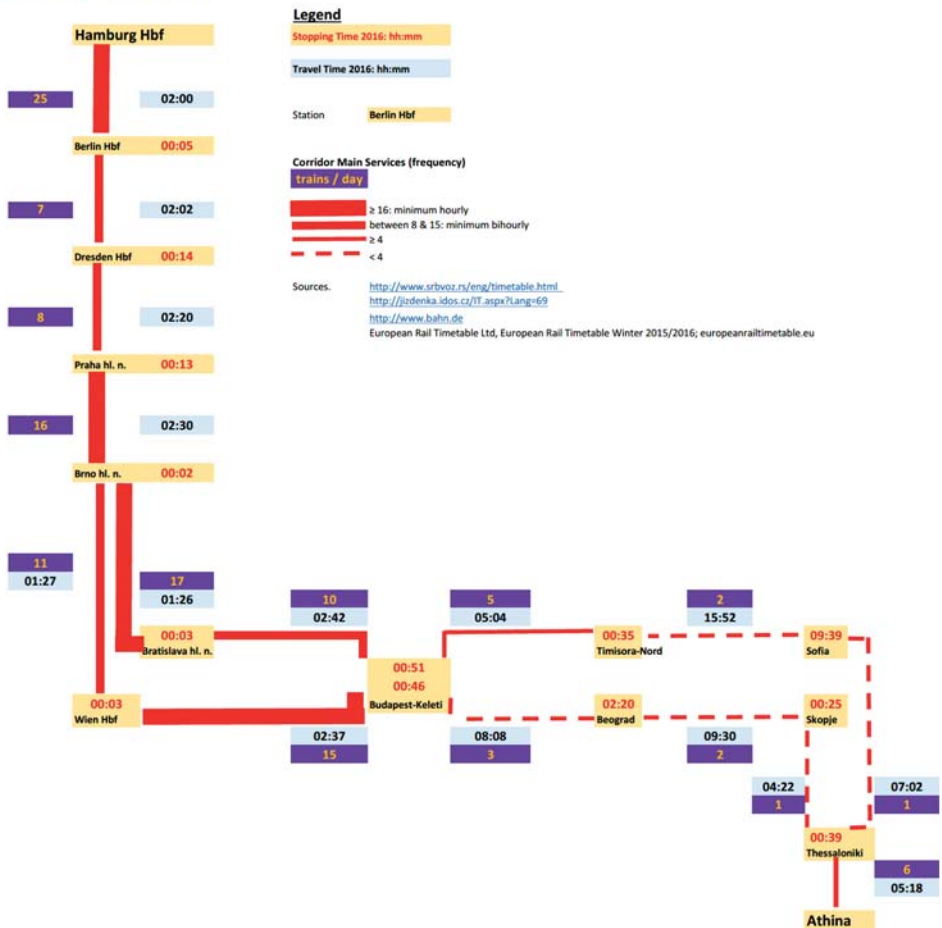 Legend
Hamburg Hbf
Stopping Time 2016: hh:mm
Travel Time 2016: hh:mm
25 02:00
Station Berlin Hbf
Berlin Hbf 00:05
Corridor Main Services (frequency)
trains / day
7 02:02
≥ 16: minimum hourly
between 8 & 15: minimum bihourly
≥ 4
< 4
Dresden Hbf 00:14
Sources. http://www.srbvoz.rs/eng/timetable.html
http://jizdenka.idos.cz/IT.aspx?Lang=69
http://www.bahn.de
European Rail Timetable Ltd, European Rail Timetable Winter 2015/2016; europeanrailtimetable.eu
8 02:20
Praha hl. n. 00:13
16 02:30
Brno hl. n. 00:02
11
01:27
17
01:26
10
02:42
5
05:04
2
15:52
00:03
Bratislava hl. n.
00:51
00:46
Budapest-Keleti
00:35
Timisora-Nord
09:39
Sofia
00:03
Wien Hbf
02:20
Beograd
00:25
Skopje
02:37
15
08:08
3
09:30
2
04:22
1
07:02
1
00:39
Thessaloniki
6
05:18
Athina